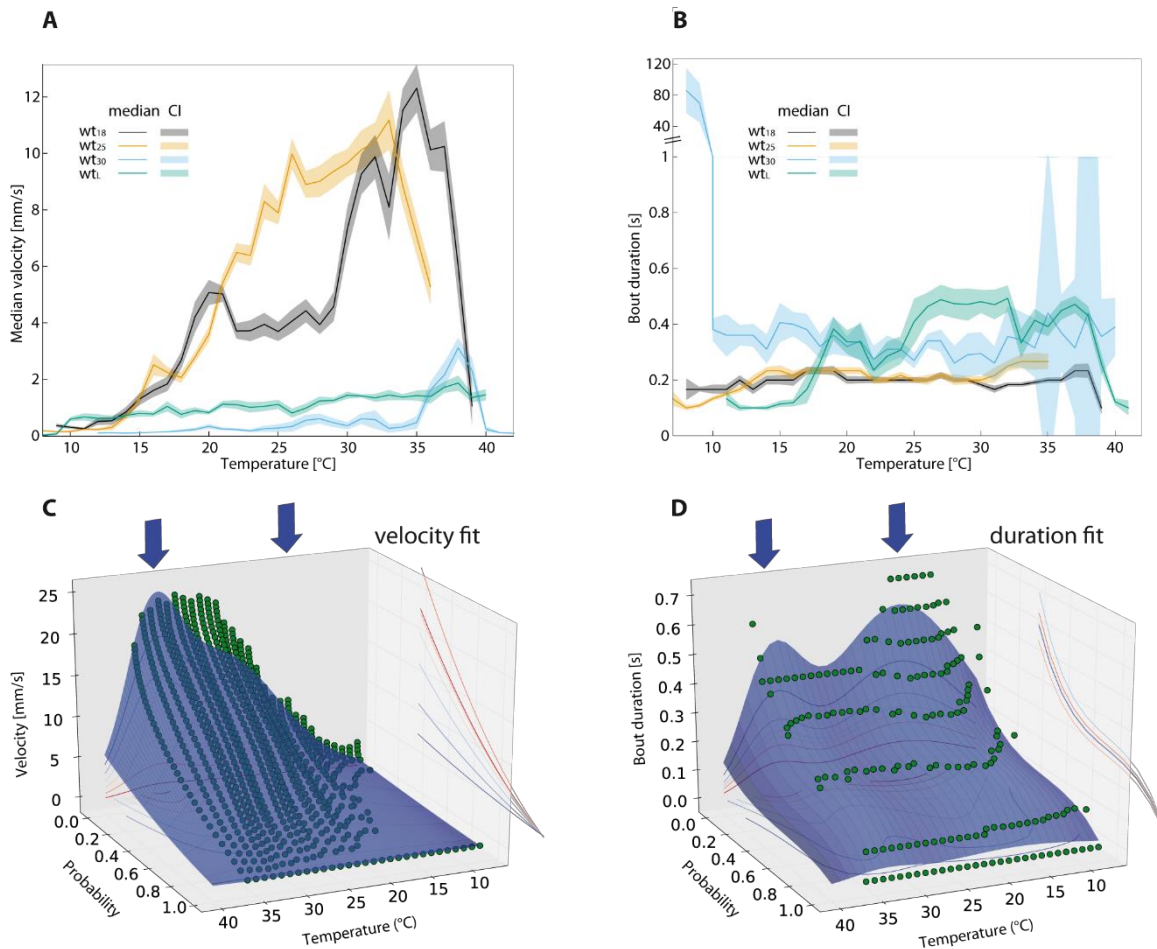 A
B
Median valocity [mm/s]
12
10
8
6
4
2
0
median CI
wt18
wt25
wt30
wtL
10 15 20 25 30 35 40
Temperature [°C]
Bout duration [s]
120
80
40
1
0.8
0.6
0.4
0.2
0
median CI
wt18
wt25
wt30
wtL
10 15 20 25 30 35 40
Temperature [°C]
C
velocity fit
Velocity [mm/s]
25
20
15
10
5
0
0.0
0.2
0.4
0.6
0.8
1.0
Probability
40 35 30 25 20 15 10
Temperature (°C)
D
duration fit
Bout duration [s]
0.7
0.6
0.5
0.4
0.3
0.2
0.1
0.0
0.0
0.2
0.4
0.6
0.8
1.0
Probability
40 35 30 25 20 15 10
Temperature (°C)